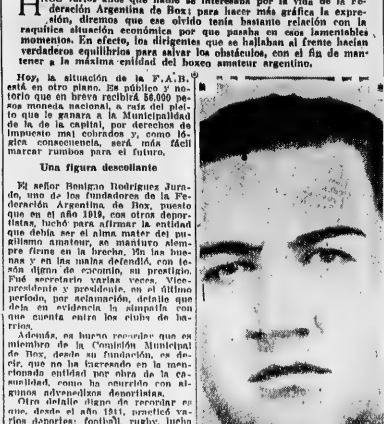 H
deración Argentina de Box; para hacer más gráfica la expre-
sión, diremos que ese olvido tenía bastante relación con la
raquítica situación económica por que pasaba en esos lamentables
momentos. En efecto, los dirigentes que se hallaban al frente hacían
verdaderos equilibrios para salvar los obstáculos, con el fin de man-
tener a la máxima entidad del boxeo amateur argentino.
Hoy, la situación de la F.A.B.
está en otro plano. Es público y no-
torio que en breve recibirá 56.000 pe-
sos moneda nacional, a raíz del plei-
to que le ganara a la Municipalidad
de la capital, por derechos de
impuesto mal cobrados y, como ló-
gica consecuencia, será más fácil
marcar rumbos para el futuro.
Una figura descollante
El señor Benigno Rodríguez Jura-
do, uno de los fundadores de la Fe-
deración Argentina de Box, puesto
que en el año 1919, con otros depor-
tistas, luchó para afirmar la entidad
que debía ser el alma mater del pu-
gilismo amateur, se mantuvo siem-
pre firme en la brecha. En las bue-
nas y en las malas defendió, con te-
són digno de encomio, su prestigio.
Fué secretario varias veces. Vice-
presidente y presidente, en el último
período, por aclamación, detalle que
deja en evidencia la simpatía con
que cuenta entre los clubs de ba-
rrios.
Además, es bueno recordar que es
miembro de la Comisión Municipal
de Box, desde su fundación, es de-
cir, que no ha ingresado en la men-
cionada entidad por obra de la ca-
sualidad, como ha ocurrido con al-
gunos advenedizos deportistas.
Otro detalle digno de recordar es
que, desde el año 1911, practicó va-
rios deportes: football, rugby, lucha